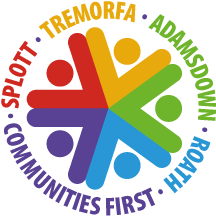 SPLOTT · TREMORFA · ADAMSDOWN · ROATH · COMMUNITIES FIRST ·